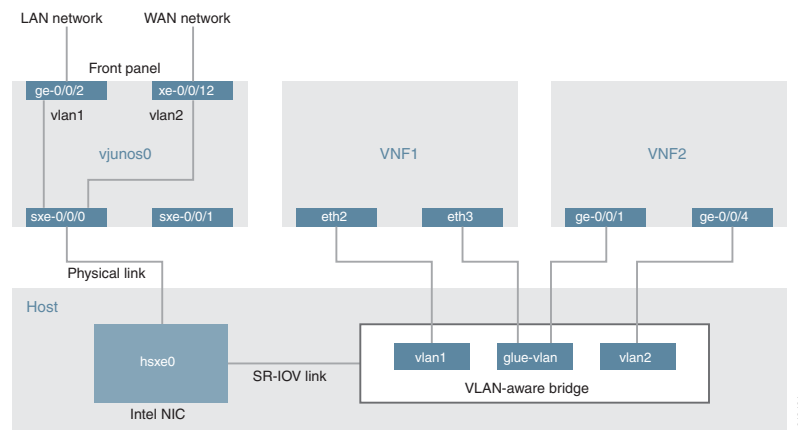 LAN network
WAN network
Front panel
ge-0/0/2
xe-0/0/12
vlan1
vlan2
vjunos0
VNF1
VNF2
sxe-0/0/0
sxe-0/0/1
eth2
eth3
ge-0/0/1
ge-0/0/4
Physical link
Host
hsxe0
vlan1
glue-vlan
vlan2
SR-IOV link
VLAN-aware bridge
Intel NIC